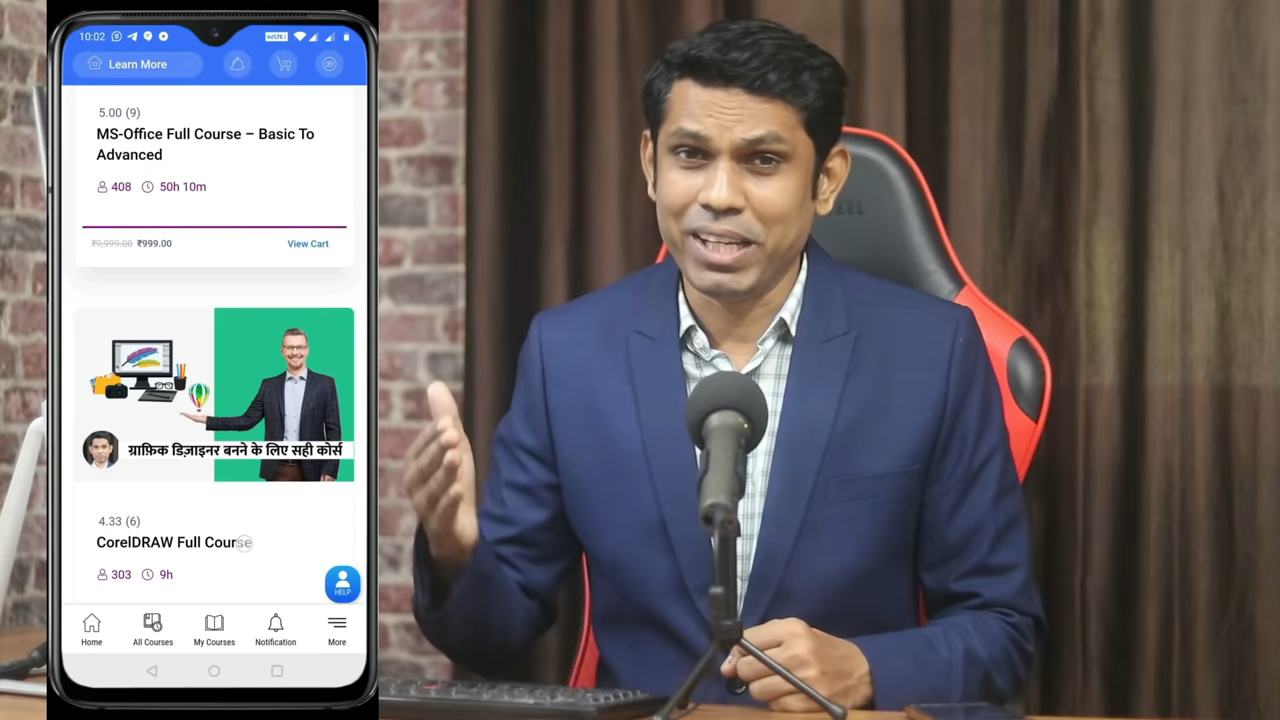 10:02
VoLTE
Learn More
5.00 (9)
MS-Office Full Course – Basic To
Advanced
408 50h 10m
₹9,999.00 ₹999.00 View Cart
ग्राफ़िक डिज़ाइनर बनने के लिए सही कोर्स
4.33 (6)
CorelDRAW Full Course
303 9h
HELP
Home All Courses My Courses Notification More